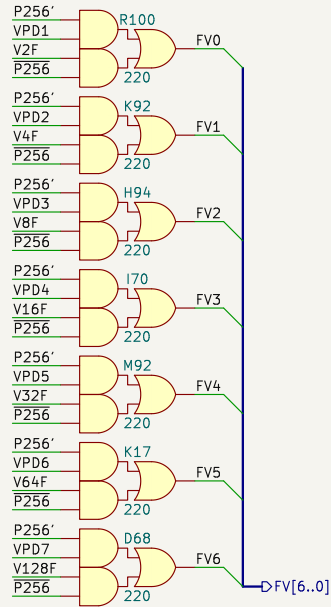 P256' R100
VPD1
V2F FV0
P256 220
P256' K92
VPD2
V4F FV1
P256 220
P256' H94
VPD3
V8F FV2
P256 220
P256' I70
VPD4
V16F FV3
P256 220
P256' M92
VPD5
V32F FV4
P256 220
P256' K17
VPD6
V64F FV5
P256 220
P256' D68
VPD7
V128F FV6
P256 220
FV[6..0]